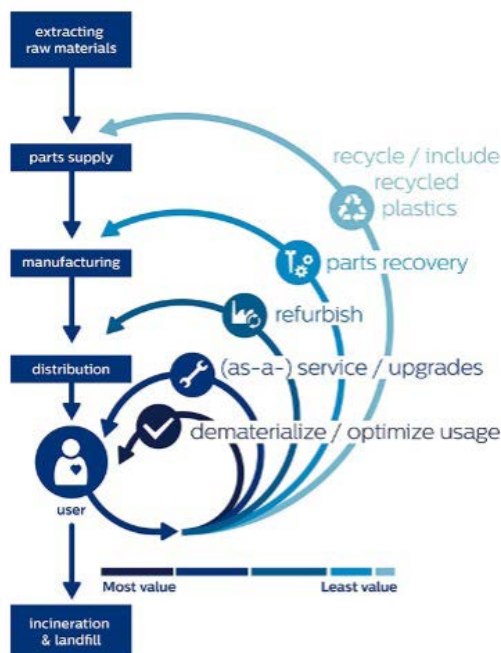 extracting
raw materials
parts supply
recycle / include
recycled
plastics
manufacturing
parts recovery
refurbish
distribution
(as-a-) service / upgrades
dematerialize / optimize usage
user
Most value
Least value
incineration
& landfill